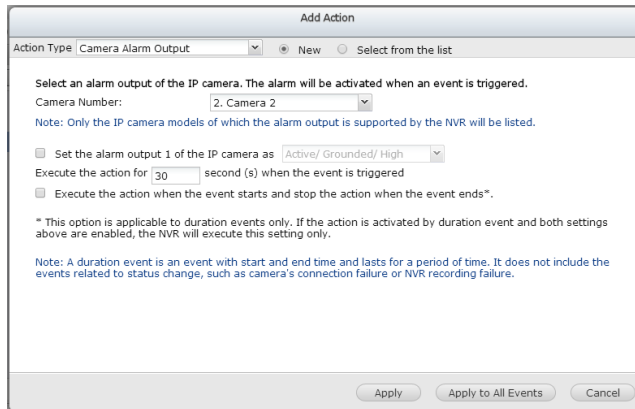 Add Action
Action Type Camera Alarm Output New Select from the list
Select an alarm output of the IP camera. The alarm will be activated when an event is triggered.
Camera Number: 2. Camera 2
Note: Only the IP camera models of which the alarm output is supported by the NVR will be listed.
Set the alarm output 1 of the IP camera as Active/ Grounded/ High
Execute the action for 30 second (s) when the event is triggered
Execute the action when the event starts and stop the action when the event ends*.
* This option is applicable to duration events only. If the action is activated by duration event and both settings
above are enabled, the NVR will execute this setting only.
Note: A duration event is an event with start and end time and lasts for a period of time. It does not include the
events related to status change, such as camera's connection failure or NVR recording failure.
Apply Apply to All Events Cancel